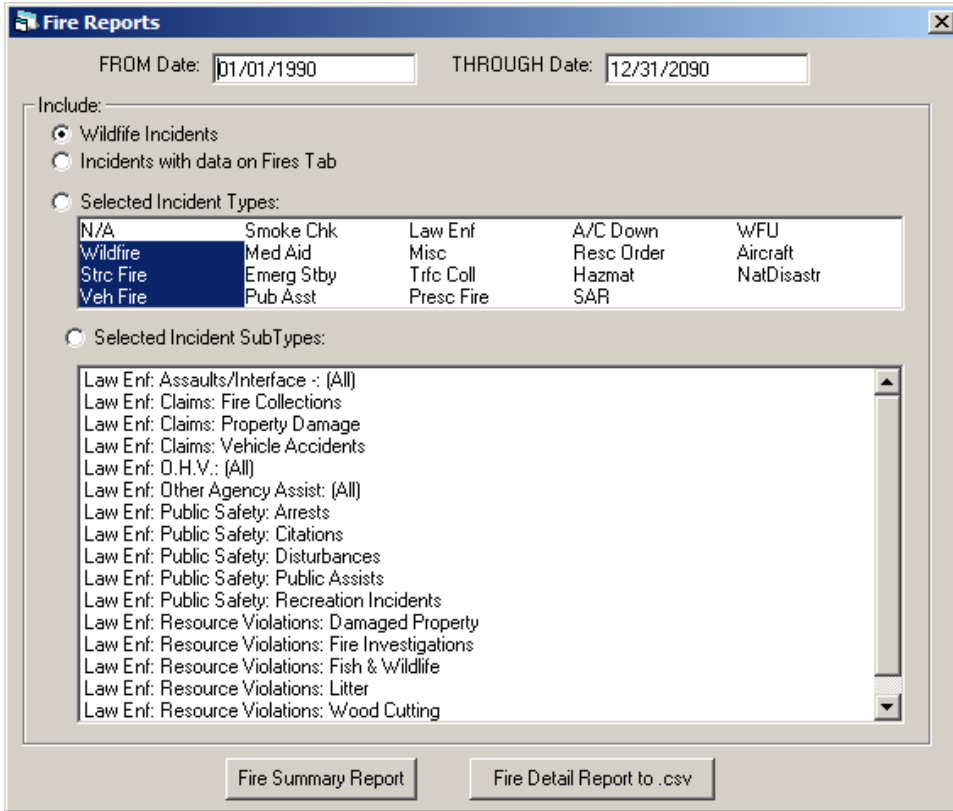 Fire Reports
FROM Date: 01/01/1990 THROUGH Date: 12/31/2090
Include:
Wildfife Incidents
Incidents with data on Fires Tab
Selected Incident Types:
N/A Smoke Chk Law Enf A/C Down WFU
Wildfire Med Aid Misc Resc Order Aircraft
Strc Fire Emerg Stby Trfc Coll Hazmat NatDisastr
Veh Fire Pub Asst Presc Fire SAR
Selected Incident SubTypes:
Law Enf: Assaults/Interface -: (All)
Law Enf: Claims: Fire Collections
Law Enf: Claims: Property Damage
Law Enf: Claims: Vehicle Accidents
Law Enf: O.H.V.: (All)
Law Enf: Other Agency Assist: (All)
Law Enf: Public Safety: Arrests
Law Enf: Public Safety: Citations
Law Enf: Public Safety: Disturbances
Law Enf: Public Safety: Public Assists
Law Enf: Public Safety: Recreation Incidents
Law Enf: Resource Violations: Damaged Property
Law Enf: Resource Violations: Fire Investigations
Law Enf: Resource Violations: Fish & Wildlife
Law Enf: Resource Violations: Litter
Law Enf: Resource Violations: Wood Cutting
Fire Summary Report Fire Detail Report to .csv